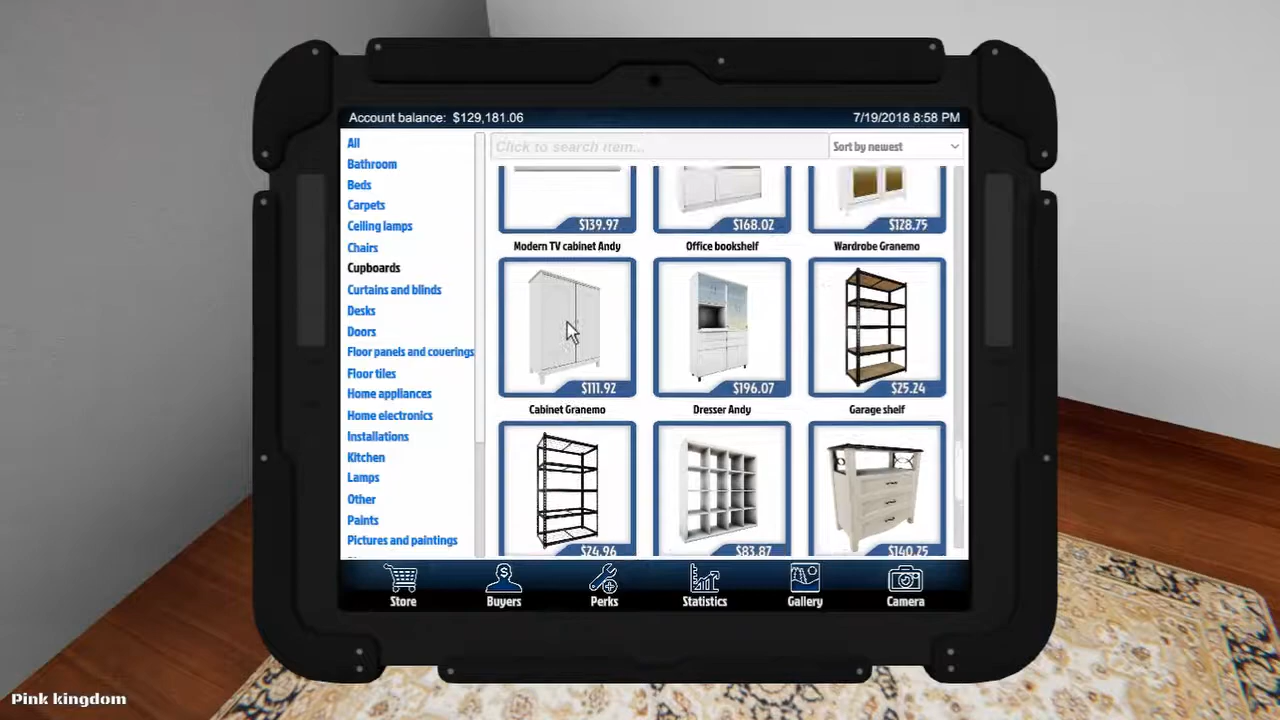 Account balance: $129,181.06
7/19/2018 8:58 PM
All
Bathroom
Beds
Carpets
Ceiling lamps
Chairs
Cupboards
Curtains and blinds
Desks
Doors
Floor panels and coverings
Floor tiles
Home appliances
Home electronics
Installations
Kitchen
Lamps
Other
Paints
Pictures and paintings
Click to search item...
Sort by newest
$139.97
$168.02
$128.75
Modern TV cabinet Andy
Office bookshelf
Wardrobe Granemo
$111.92
$196.07
$25.24
Cabinet Granemo
Dresser Andy
Garage shelf
$24.96
$83.87
$140.25
Store
Buyers
Perks
Statistics
Gallery
Camera
Pink kingdom